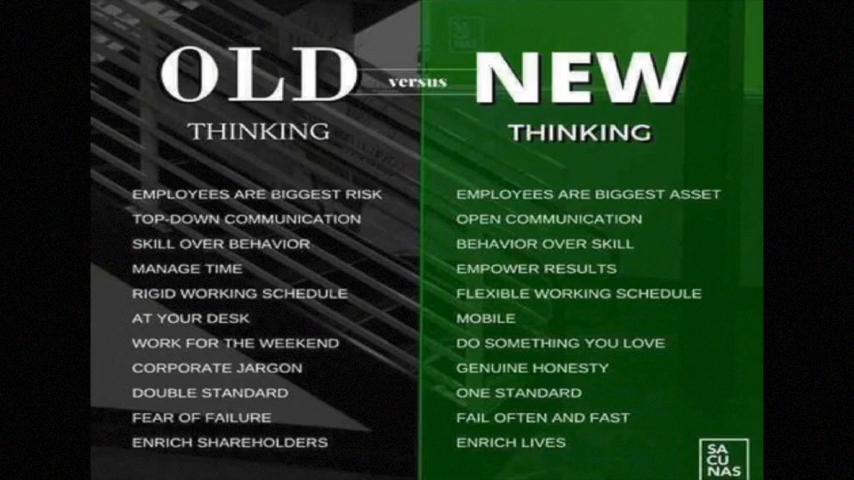 OLD versus NEW
THINKING THINKING
EMPLOYEES ARE BIGGEST RISK
TOP-DOWN COMMUNICATION
SKILL OVER BEHAVIOR
MANAGE TIME
RIGID WORKING SCHEDULE
AT YOUR DESK
WORK FOR THE WEEKEND
CORPORATE JARGON
DOUBLE STANDARD
FEAR OF FAILURE
ENRICH SHAREHOLDERS
EMPLOYEES ARE BIGGEST ASSET
OPEN COMMUNICATION
BEHAVIOR OVER SKILL
EMPOWER RESULTS
FLEXIBLE WORKING SCHEDULE
MOBILE
DO SOMETHING YOU LOVE
GENUINE HONESTY
ONE STANDARD
FAIL OFTEN AND FAST
ENRICH LIVES
SA
CU
NAS
SA
CU
NAS